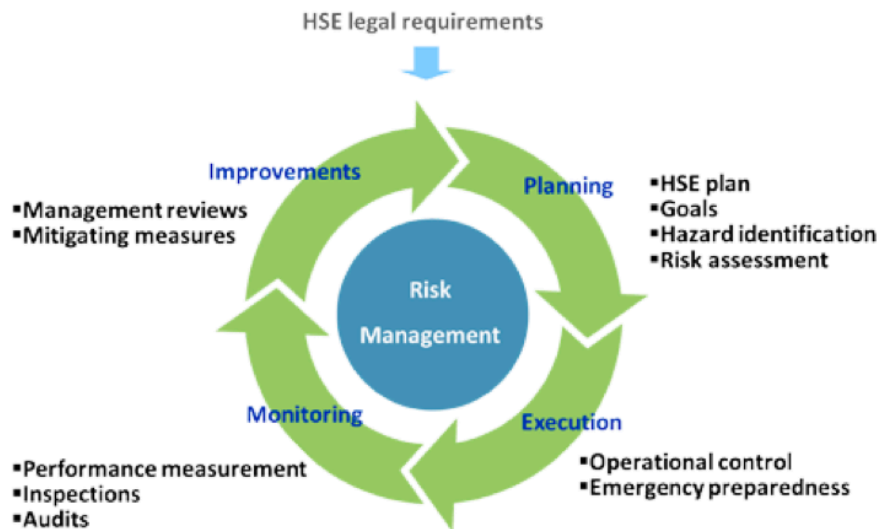 HSE legal requirements
Improvements
▪Management reviews
▪Mitigating measures
Planning
▪HSE plan
▪Goals
▪Hazard identification
▪Risk assessment
Risk
Management
Monitoring
▪Performance measurement
▪Inspections
▪Audits
Execution
▪Operational control
▪Emergency preparedness